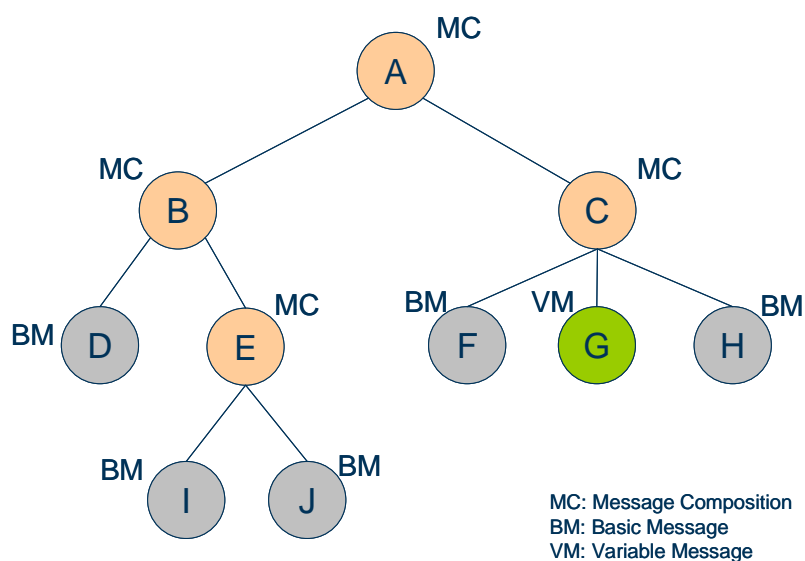 MC
A
MC
B
MC
C
BM
D
MC
E
BM
F
VM
G
BM
H
BM
I
BM
J
MC: Message Composition
BM: Basic Message
VM: Variable Message